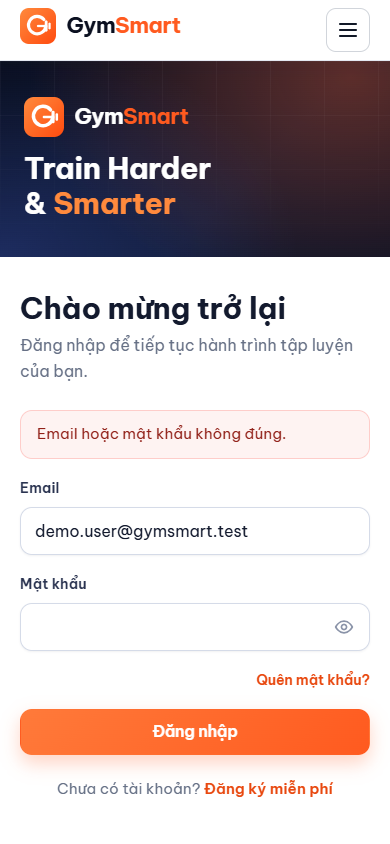 GymSmart
GymSmart
Train Harder
& Smarter
Chào mừng trở lại
Đăng nhập để tiếp tục hành trình tập luyện
của bạn.
Email hoặc mật khẩu không đúng.
Email
demo.user@gymsmart.test
Mật khẩu
Quên mật khẩu?
Đăng nhập
Chưa có tài khoản? Đăng ký miễn phí